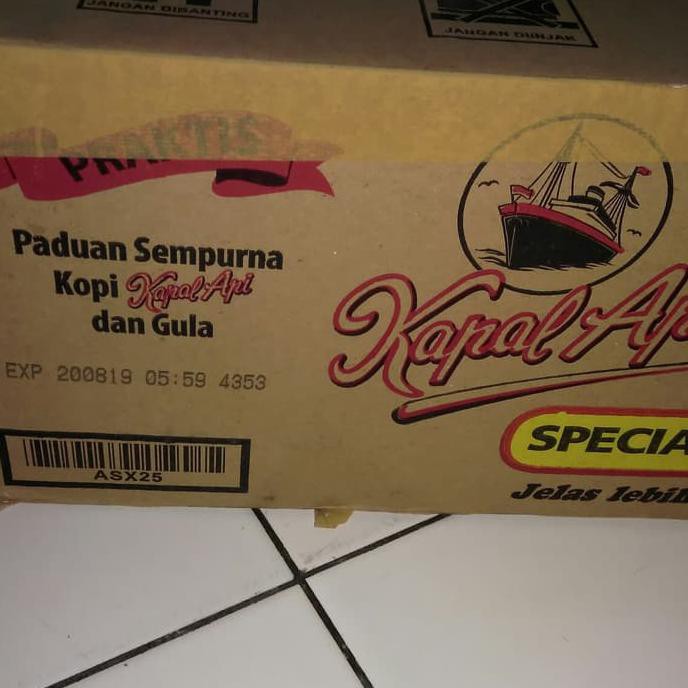 JANGAN DIBANTING
JANGAN DIINJAK
PRAKTIS
Paduan Sempurna
Kopi Kapal Api
dan Gula
EXP 200819 05:59 4353
ASX25
Kapal Ap
SPECIA
Jelas lebih